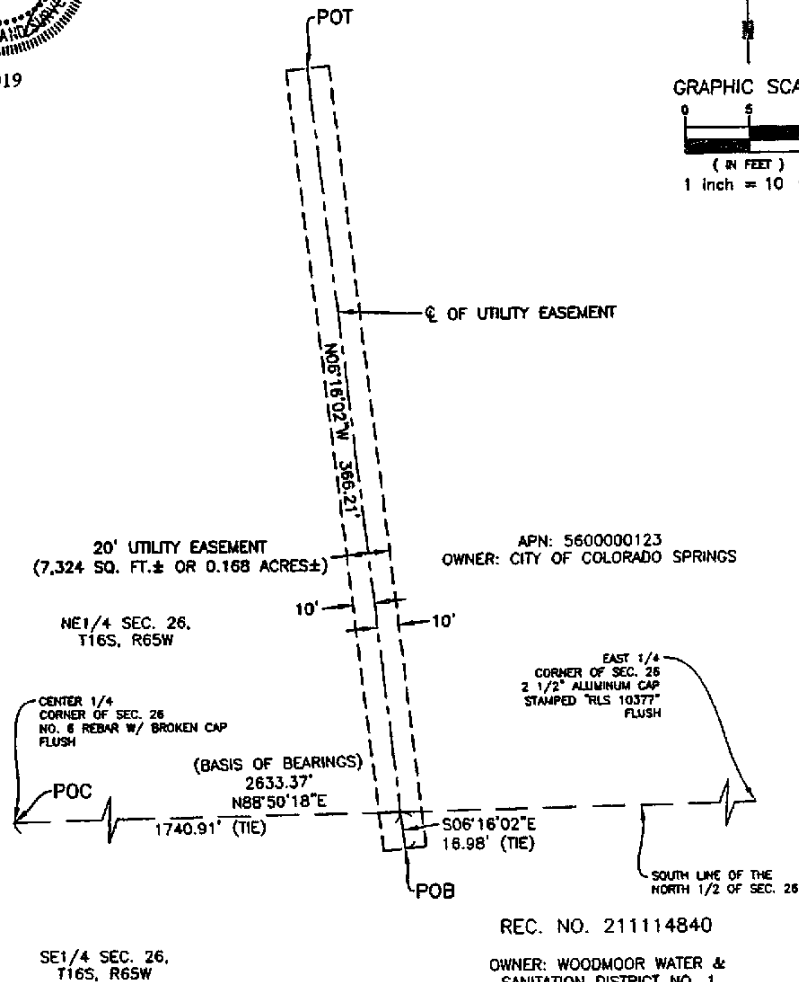 POT
19
GRAPHIC SCA
0 5
( IN FEET )
1 inch = 10
℄ OF UTILITY EASEMENT
N06°16'02"W 366.21'
20' UTILITY EASEMENT
(7,324 SQ. FT.± OR 0.168 ACRES±)
APN: 5600000123
OWNER: CITY OF COLORADO SPRINGS
10'
10'
NE1/4 SEC. 26,
T16S, R65W
EAST 1/4
CORNER OF SEC. 26
2 1/2" ALUMINUM CAP
STAMPED "RLS 10377"
FLUSH
CENTER 1/4
CORNER OF SEC. 26
NO. 6 REBAR W/ BROKEN CAP
FLUSH
(BASIS OF BEARINGS)
2633.37'
N88°50'18"E
POC
1740.91' (TIE)
S06°16'02"E
16.98' (TIE)
POB
SOUTH LINE OF THE
NORTH 1/2 OF SEC. 26
REC. NO. 211114840
SE1/4 SEC. 26,
T16S, R65W
OWNER: WOODMOOR WATER &
SANITATION DISTRICT NO. 1